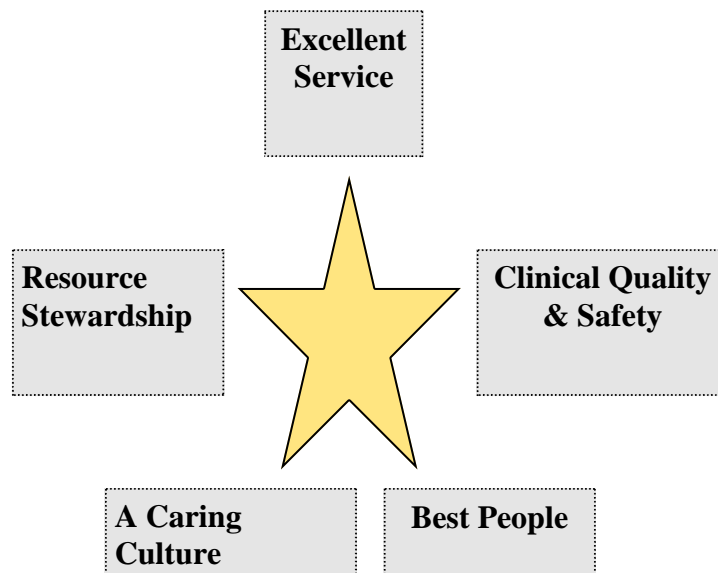 Excellent
Service
Resource
Stewardship
Clinical Quality
& Safety
A Caring
Culture
Best People